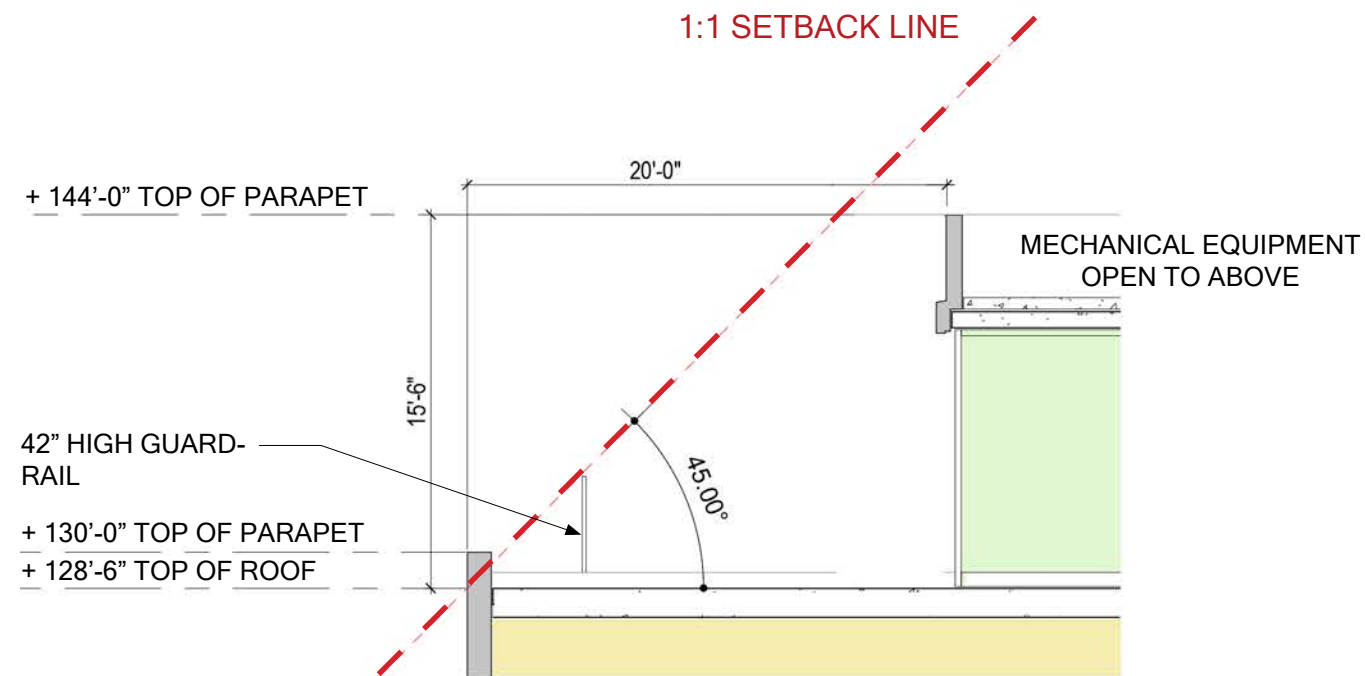 1:1 SETBACK LINE
20'-0"
+ 144’-0” TOP OF PARAPET
MECHANICAL EQUIPMENT
OPEN TO ABOVE
15'-6"
42” HIGH GUARD-
RAIL
45.00°
+ 130’-0” TOP OF PARAPET
+ 128’-6” TOP OF ROOF